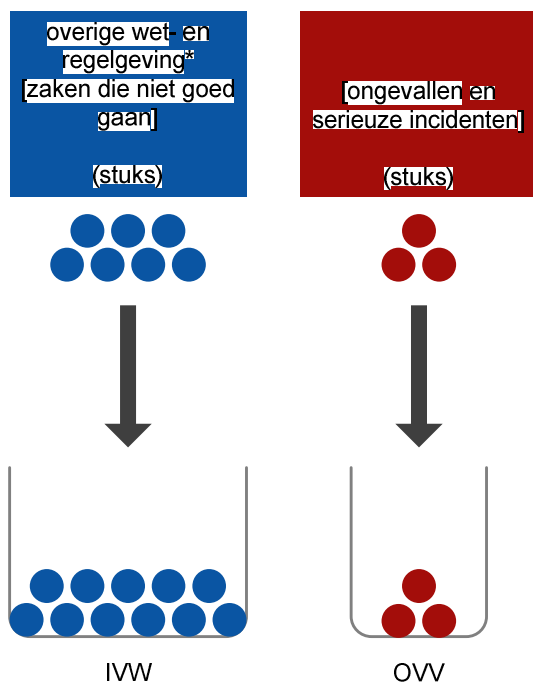 overige wet- en
regelgeving*
[zaken die niet goed
gaan]
(stuks)
[ongevallen en
serieuze incidenten]
(stuks)
IVW
OVV